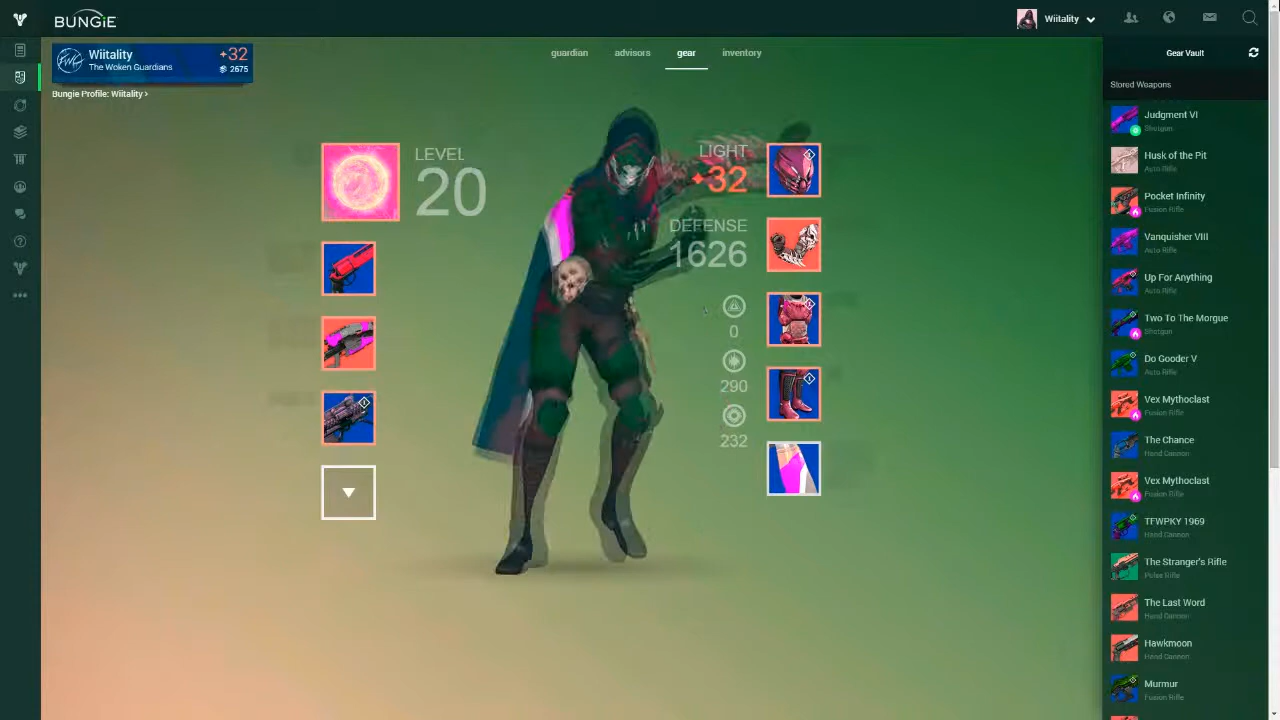 BUNGiE
Wiitality
Wiitality
+32
The Woken Guardians
2675
Bungie Profile: Wiitality >
guardian
advisors
gear
inventory
LEVEL
20
LIGHT
+32
DEFENSE
1626
0
290
232
Gear Vault
Stored Weapons
Judgment VI
Shotgun
Husk of the Pit
Auto Rifle
Pocket Infinity
Fusion Rifle
Vanquisher VIII
Auto Rifle
Up For Anything
Auto Rifle
Two To The Morgue
Shotgun
Do Gooder V
Auto Rifle
Vex Mythoclast
Fusion Rifle
The Chance
Hand Cannon
Vex Mythoclast
Fusion Rifle
TFWPKY 1969
Hand Cannon
The Stranger's Rifle
Pulse Rifle
The Last Word
Hand Cannon
Hawkmoon
Hand Cannon
Murmur
Fusion Rifle